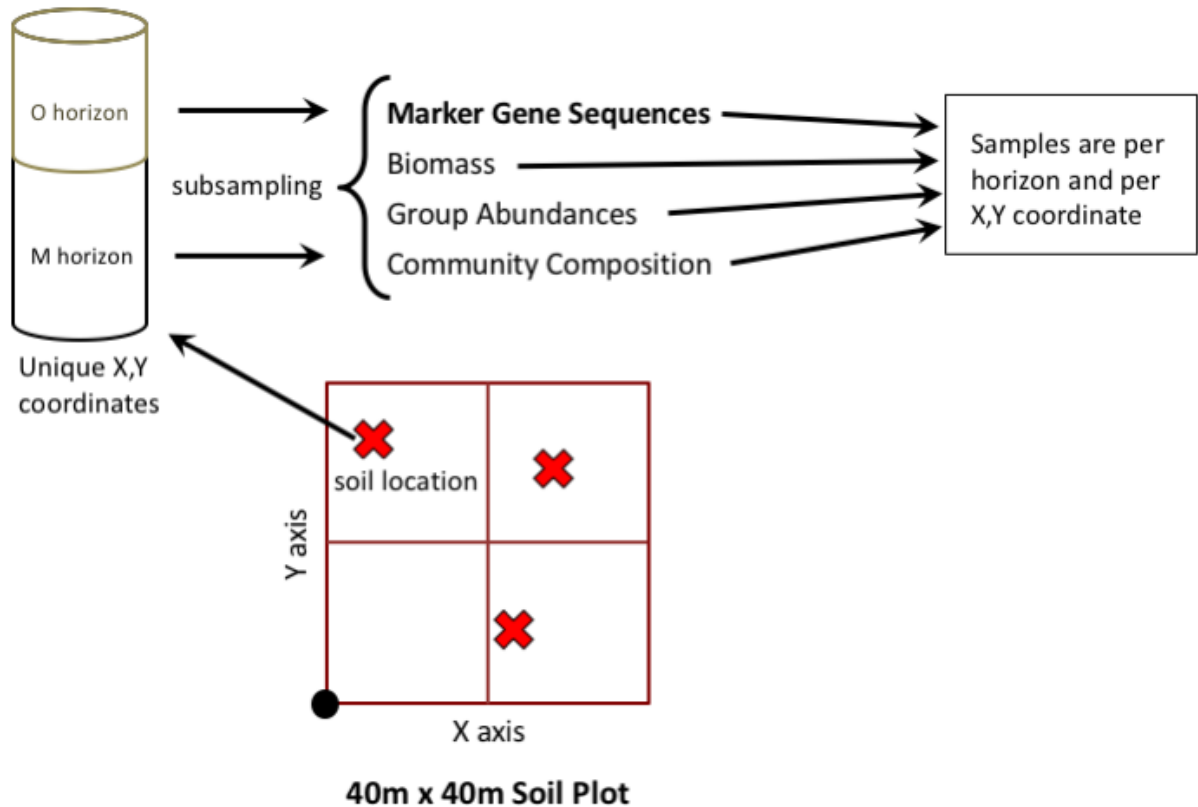 O horizon
M horizon
Unique X,Y
coordinates
subsampling
Marker Gene Sequences
Biomass
Group Abundances
Community Composition
Samples are per
horizon and per
X,Y coordinate
soil location
Y axis
X axis
40m x 40m Soil Plot